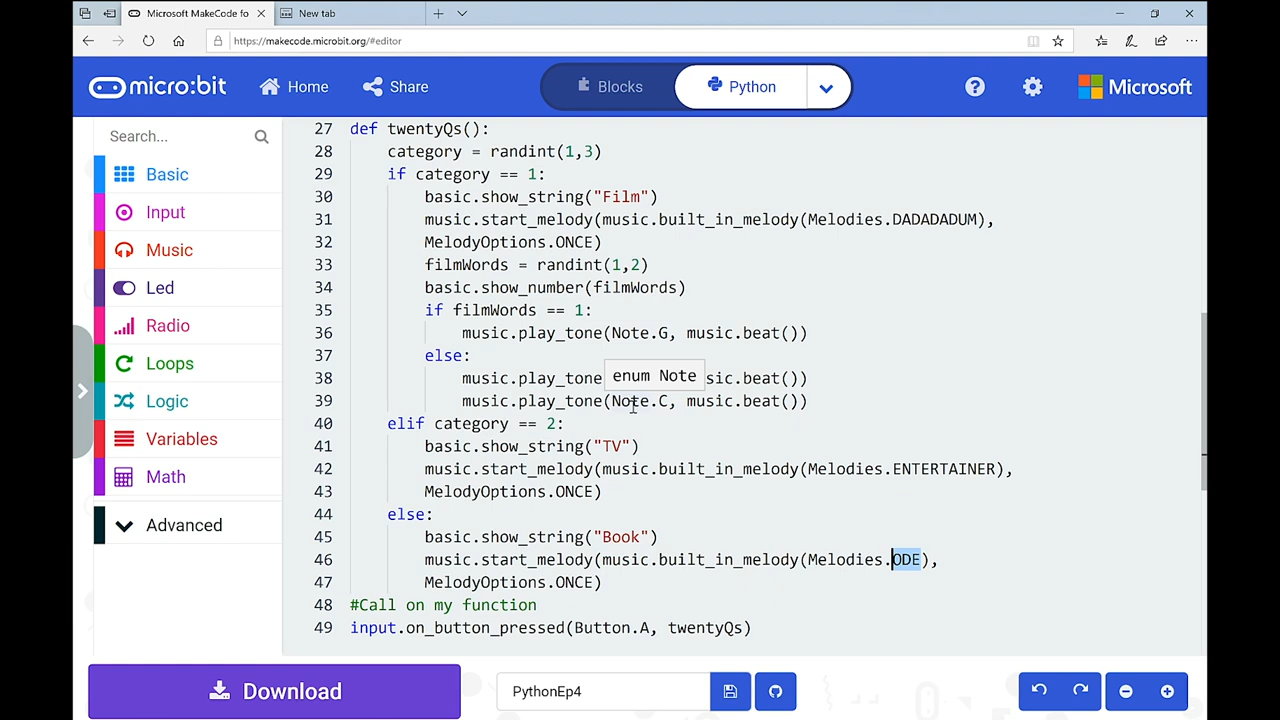 Microsoft MakeCode fo
New tab
https://makecode.microbit.org/#editor
micro:bit
Home
Share
Blocks
Python
Microsoft
Search...
Basic
Input
Music
Led
Radio
Loops
Logic
Variables
Math
Advanced
27 def twentyQs():
28 category = randint(1,3)
29 if category == 1:
30 basic.show_string("Film")
31 music.start_melody(music.built_in_melody(Melodies.DADADADUM),
32 MelodyOptions.ONCE)
33 filmWords = randint(1,2)
34 basic.show_number(filmWords)
35 if filmWords == 1:
36 music.play_tone(Note.G, music.beat())
37 else:
enum Note
38 music.play_tone sic.beat())
39 music.play_tone(Note.C, music.beat())
40 elif category == 2:
41 basic.show_string("TV")
42 music.start_melody(music.built_in_melody(Melodies.ENTERTAINER),
43 MelodyOptions.ONCE)
44 else:
45 basic.show_string("Book")
46 music.start_melody(music.built_in_melody(Melodies.ODE),
47 MelodyOptions.ONCE)
48 #Call on my function
49 input.on_button_pressed(Button.A, twentyQs)
Download
PythonEp4